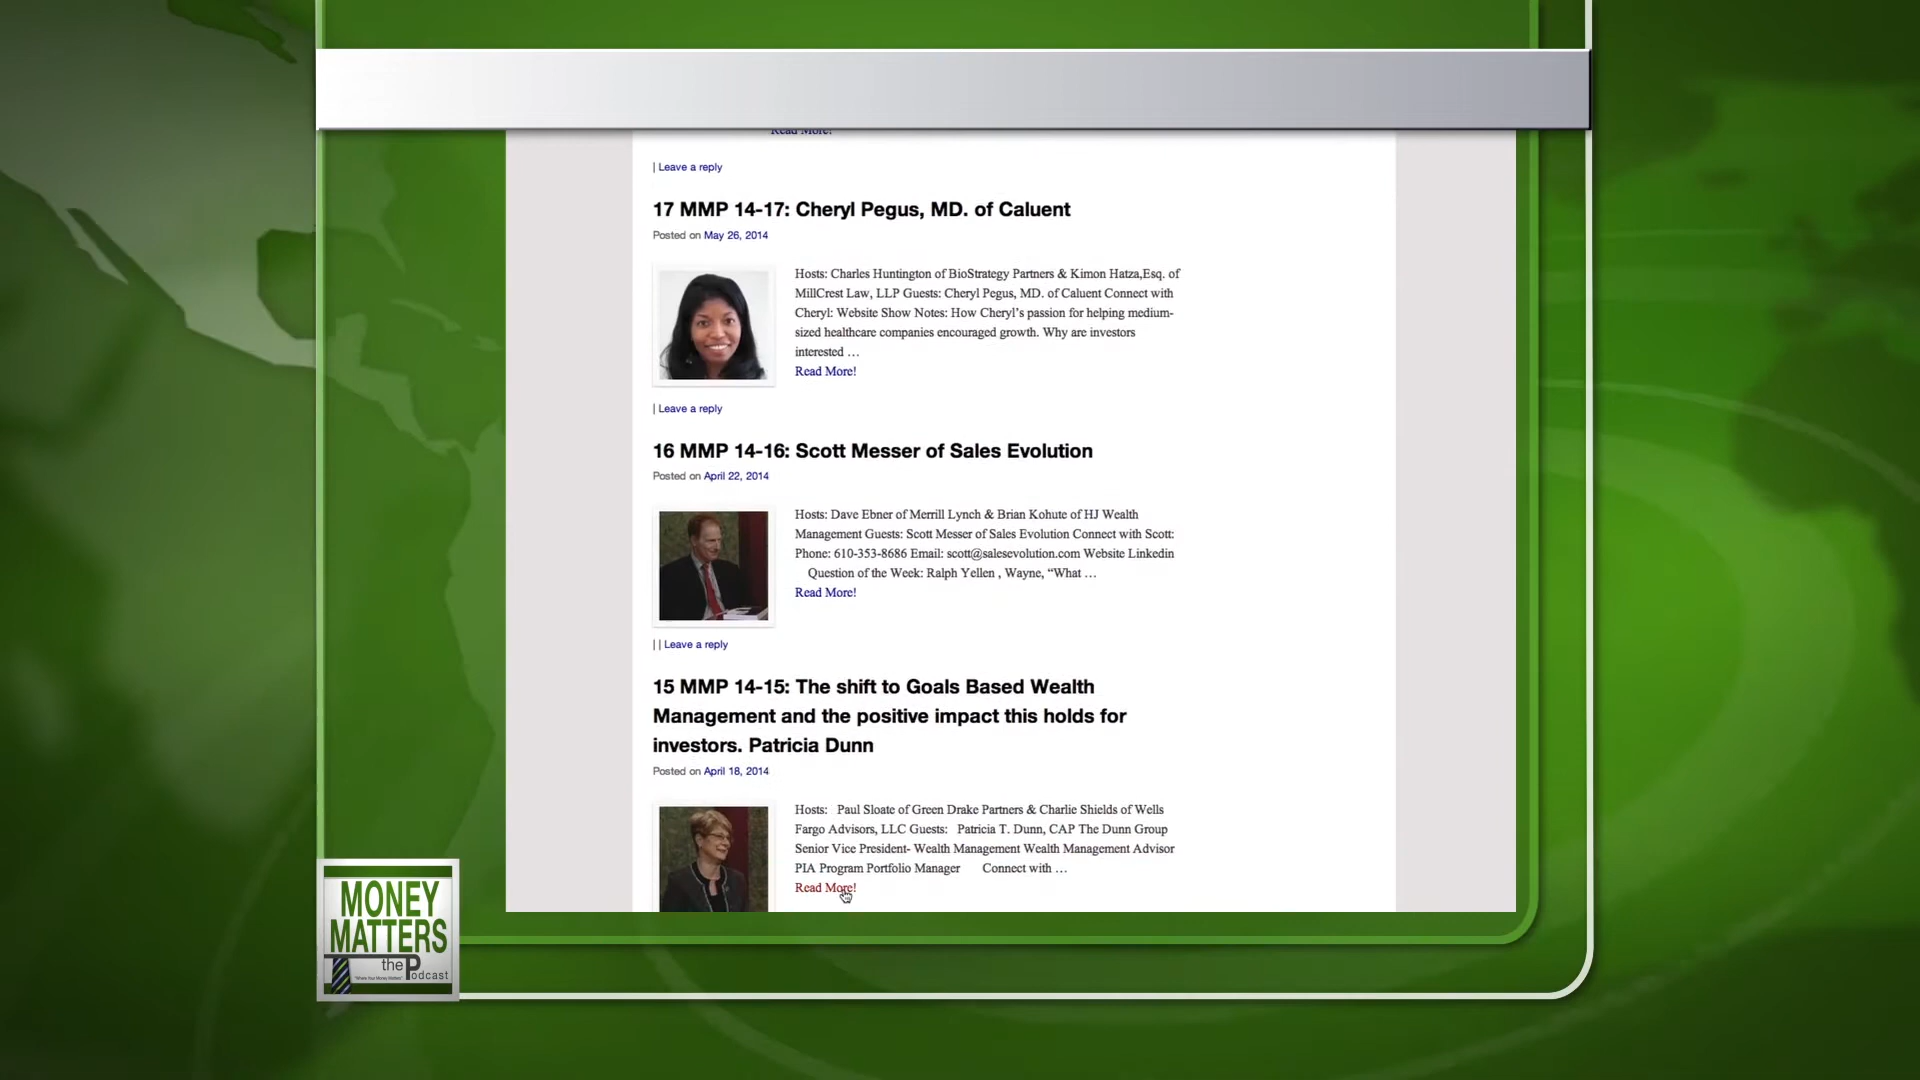 Read More!
| Leave a reply
17 MMP 14-17: Cheryl Pegus, MD. of Caluent
Posted on May 26, 2014
Hosts: Charles Huntington of BioStrategy Partners & Kimon Hatza,Esq. of
MillCrest Law, LLP Guests: Cheryl Pegus, MD. of Caluent Connect with
Cheryl: Website Show Notes: How Cheryl’s passion for helping medium-
sized healthcare companies encouraged growth. Why are investors
interested …
Read More!
| Leave a reply
16 MMP 14-16: Scott Messer of Sales Evolution
Posted on April 22, 2014
Hosts: Dave Ebner of Merrill Lynch & Brian Kohute of HJ Wealth
Management Guests: Scott Messer of Sales Evolution Connect with Scott:
Phone: 610-353-8686 Email: scott@salesevolution.com Website Linkedin
Question of the Week: Ralph Yellen , Wayne, “What …
Read More!
| | Leave a reply
15 MMP 14-15: The shift to Goals Based Wealth
Management and the positive impact this holds for
investors. Patricia Dunn
Posted on April 18, 2014
Hosts: Paul Sloate of Green Drake Partners & Charlie Shields of Wells
Fargo Advisors, LLC Guests: Patricia T. Dunn, CAP The Dunn Group
Senior Vice President- Wealth Management Wealth Management Advisor
PIA Program Portfolio Manager Connect with …
Read More!
MONEY
MATTERS
the Podcast
"Where Your Money Matters"